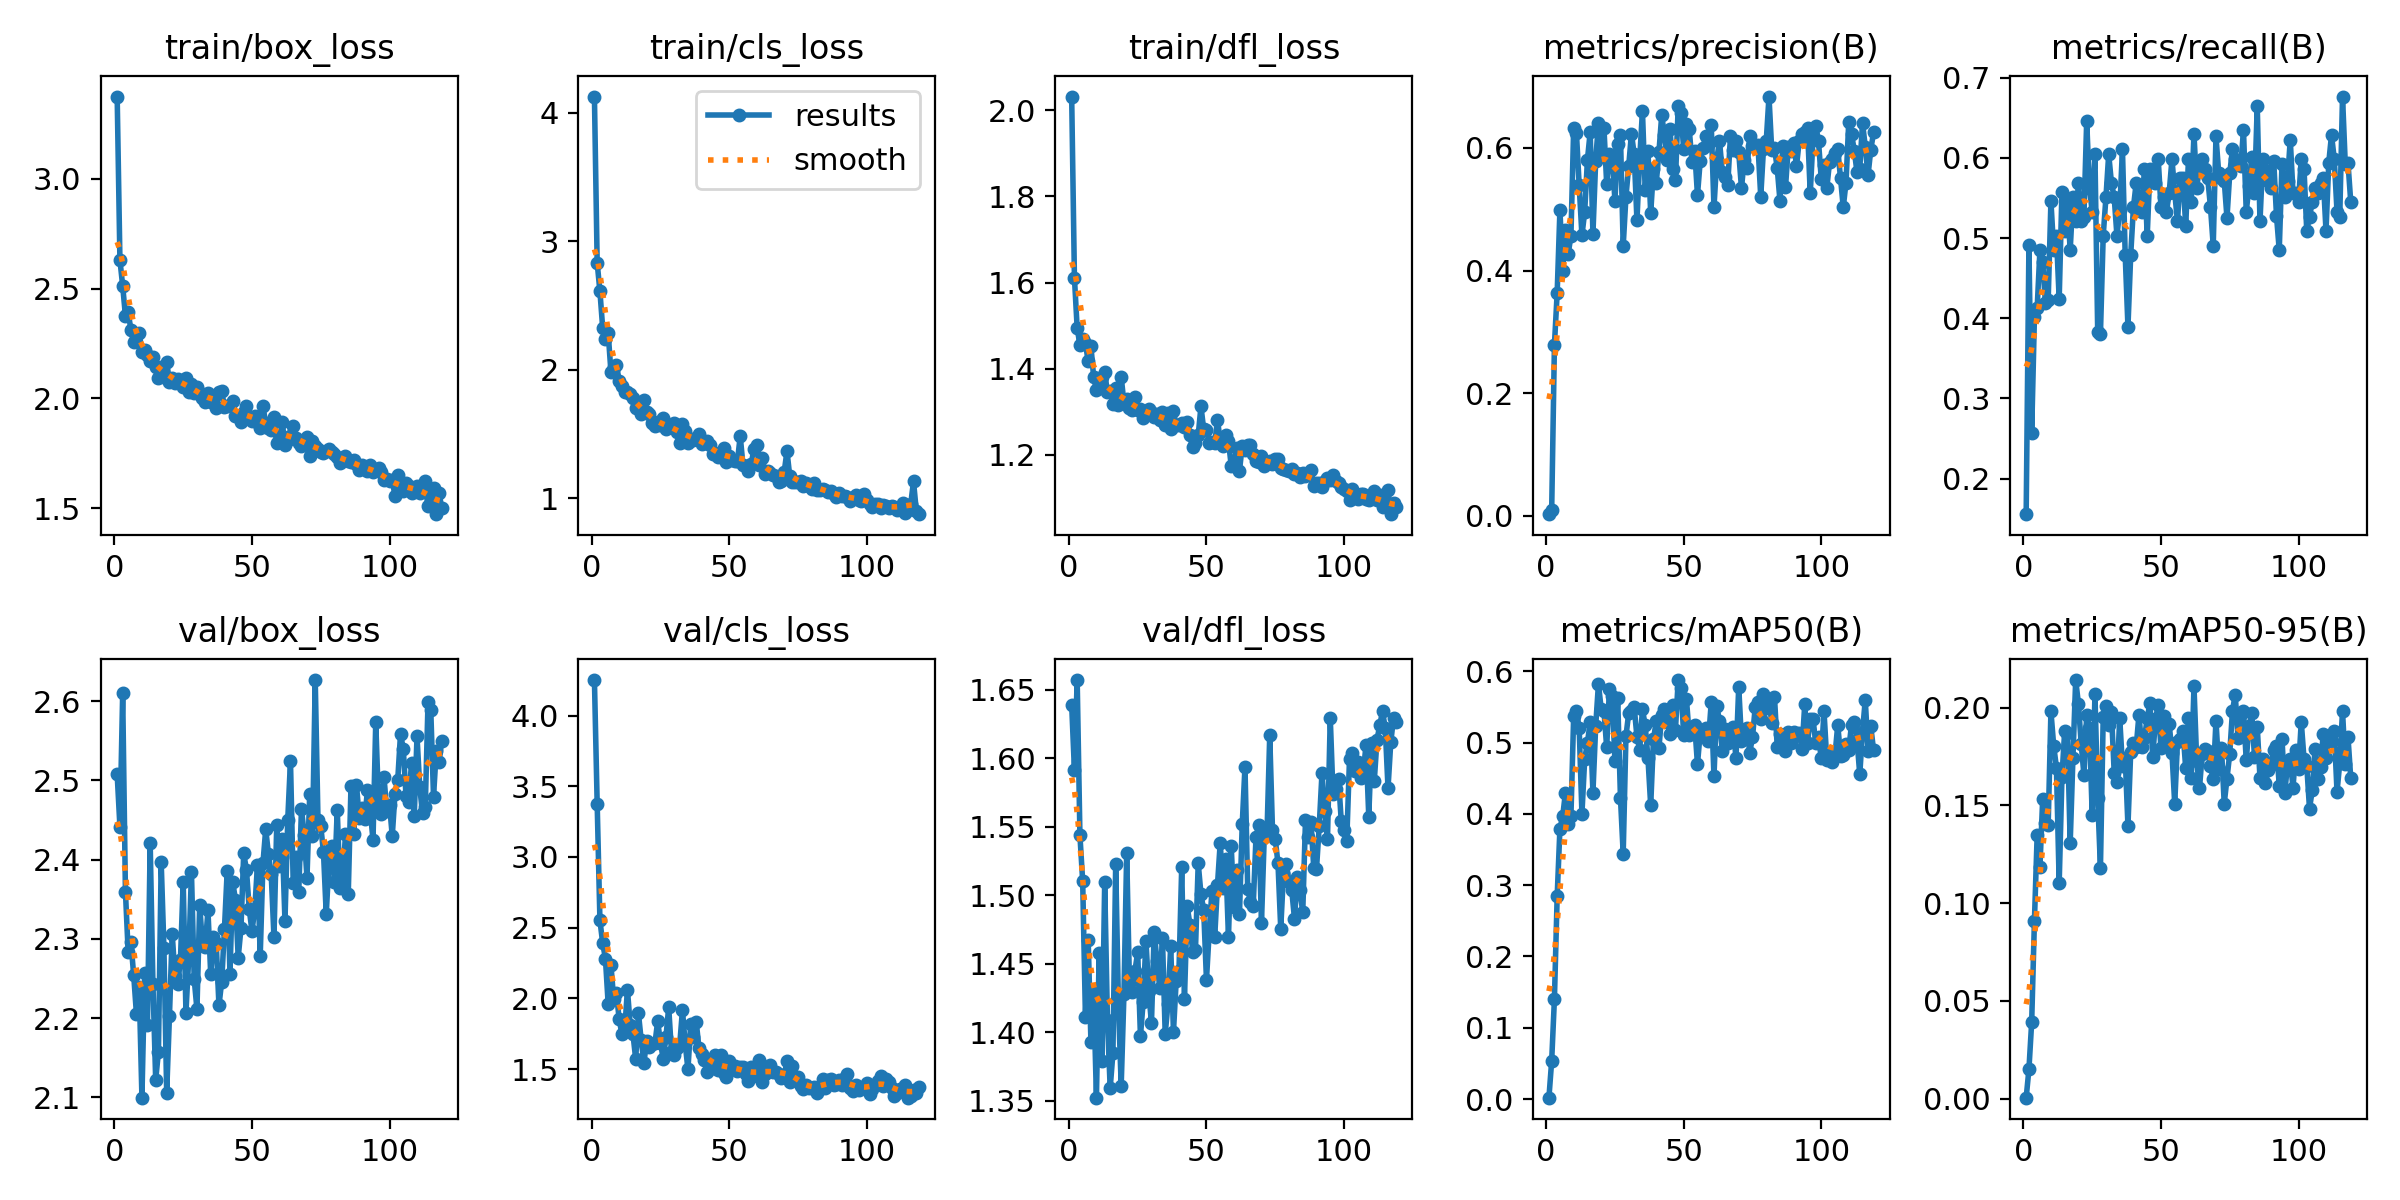 train/box_loss
3.0
2.5
2.0
1.5
0 50 100
train/cls_loss
results
smooth
4
3
2
1
0 50 100
train/dfl_loss
2.0
1.8
1.6
1.4
1.2
0 50 100
metrics/precision(B)
0.6
0.4
0.2
0.0
0 50 100
metrics/recall(B)
0.7
0.6
0.5
0.4
0.3
0.2
0 50 100
val/box_loss
2.6
2.5
2.4
2.3
2.2
2.1
0 50 100
val/cls_loss
4.0
3.5
3.0
2.5
2.0
1.5
0 50 100
val/dfl_loss
1.65
1.60
1.55
1.50
1.45
1.40
1.35
0 50 100
metrics/mAP50(B)
0.6
0.5
0.4
0.3
0.2
0.1
0.0
0 50 100
metrics/mAP50-95(B)
0.20
0.15
0.10
0.05
0.00
0 50 100